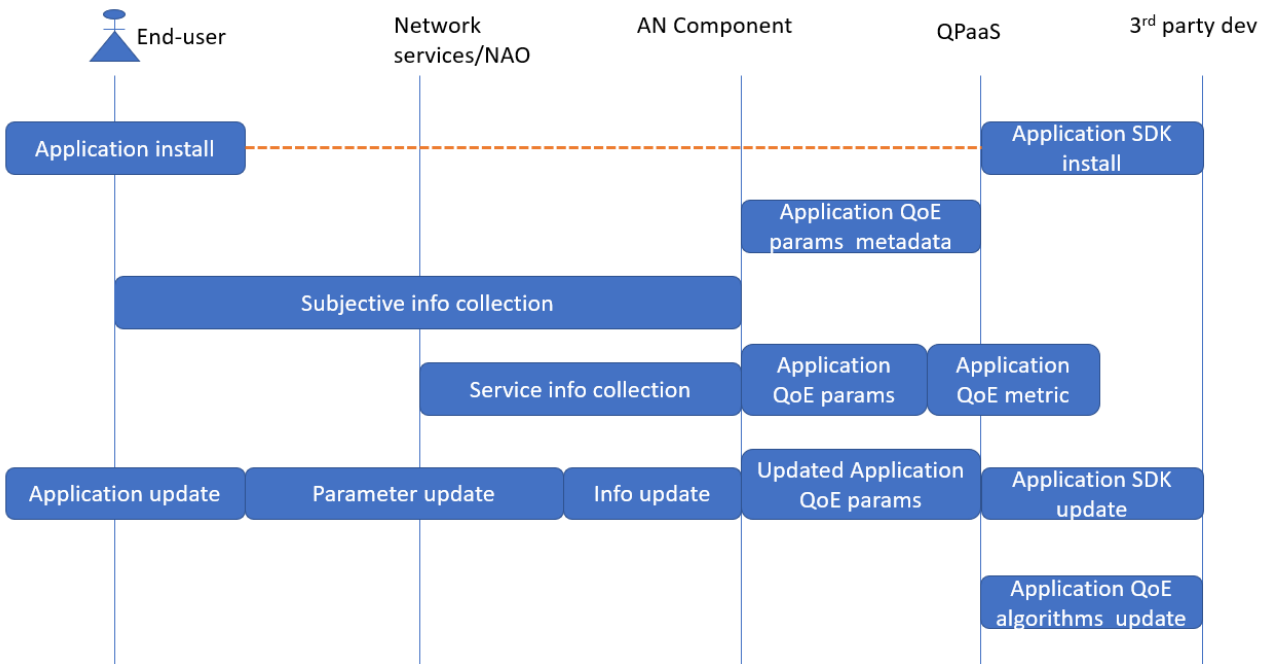 End-user
Network
services/NAO
AN Component
QPaaS
3rd party dev
Application install
Application SDK
install
Application QoE
params metadata
Subjective info collection
Service info collection
Application
QoE params
Application
QoE metric
Application update
Parameter update
Info update
Updated Application
QoE params
Application SDK
update
Application QoE
algorithms update